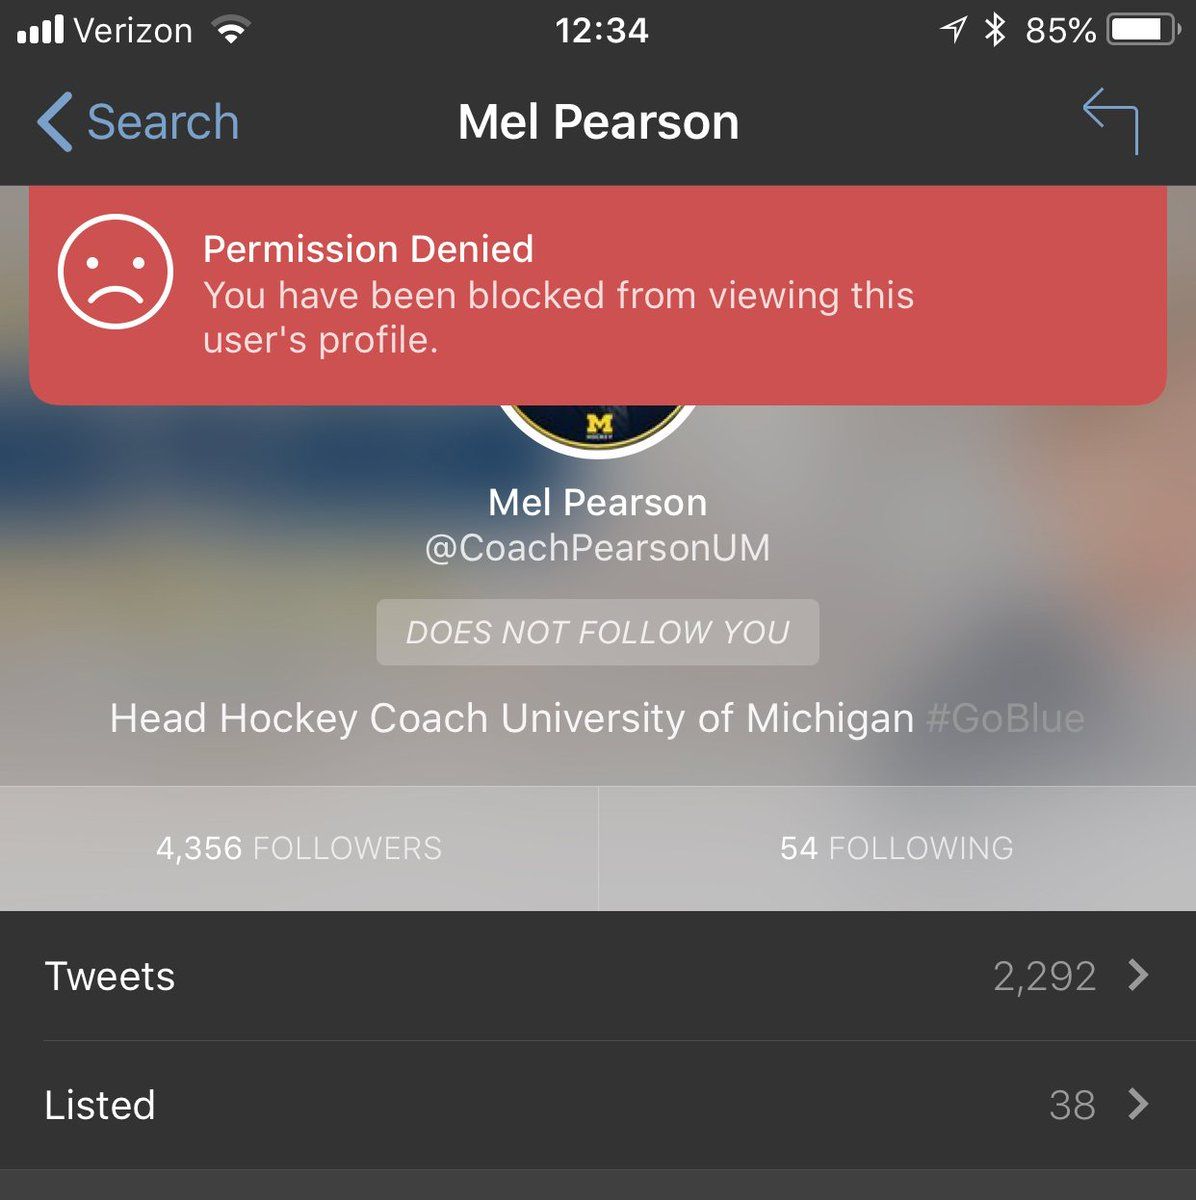 Verizon 12:34 85%
Search Mel Pearson
Permission Denied
You have been blocked from viewing this
user's profile.
M
HOCKEY
Mel Pearson
@CoachPearsonUM
DOES NOT FOLLOW YOU
Head Hockey Coach University of Michigan #GoBlue
4,356 FOLLOWERS 54 FOLLOWING
Tweets 2,292
Listed 38